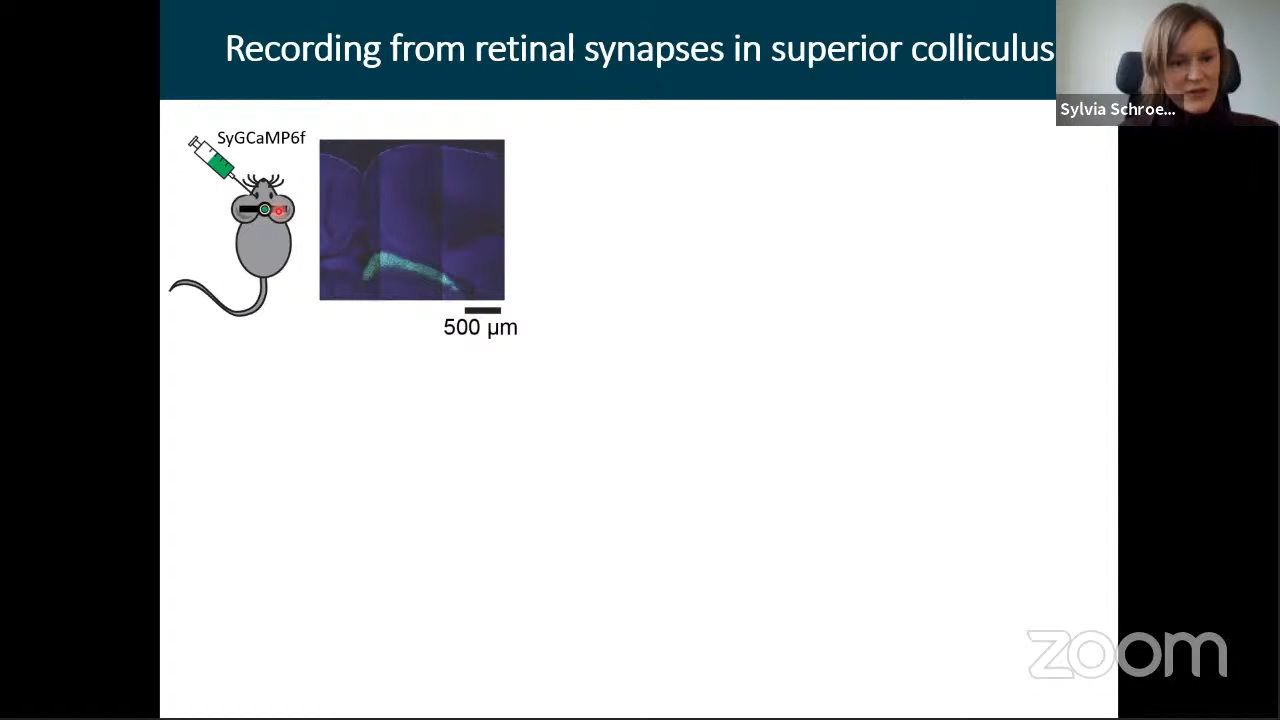 Recording from retinal synapses in superior colliculus
Sylvia Schroe...
SyGCaMP6f
500 µm
zoom